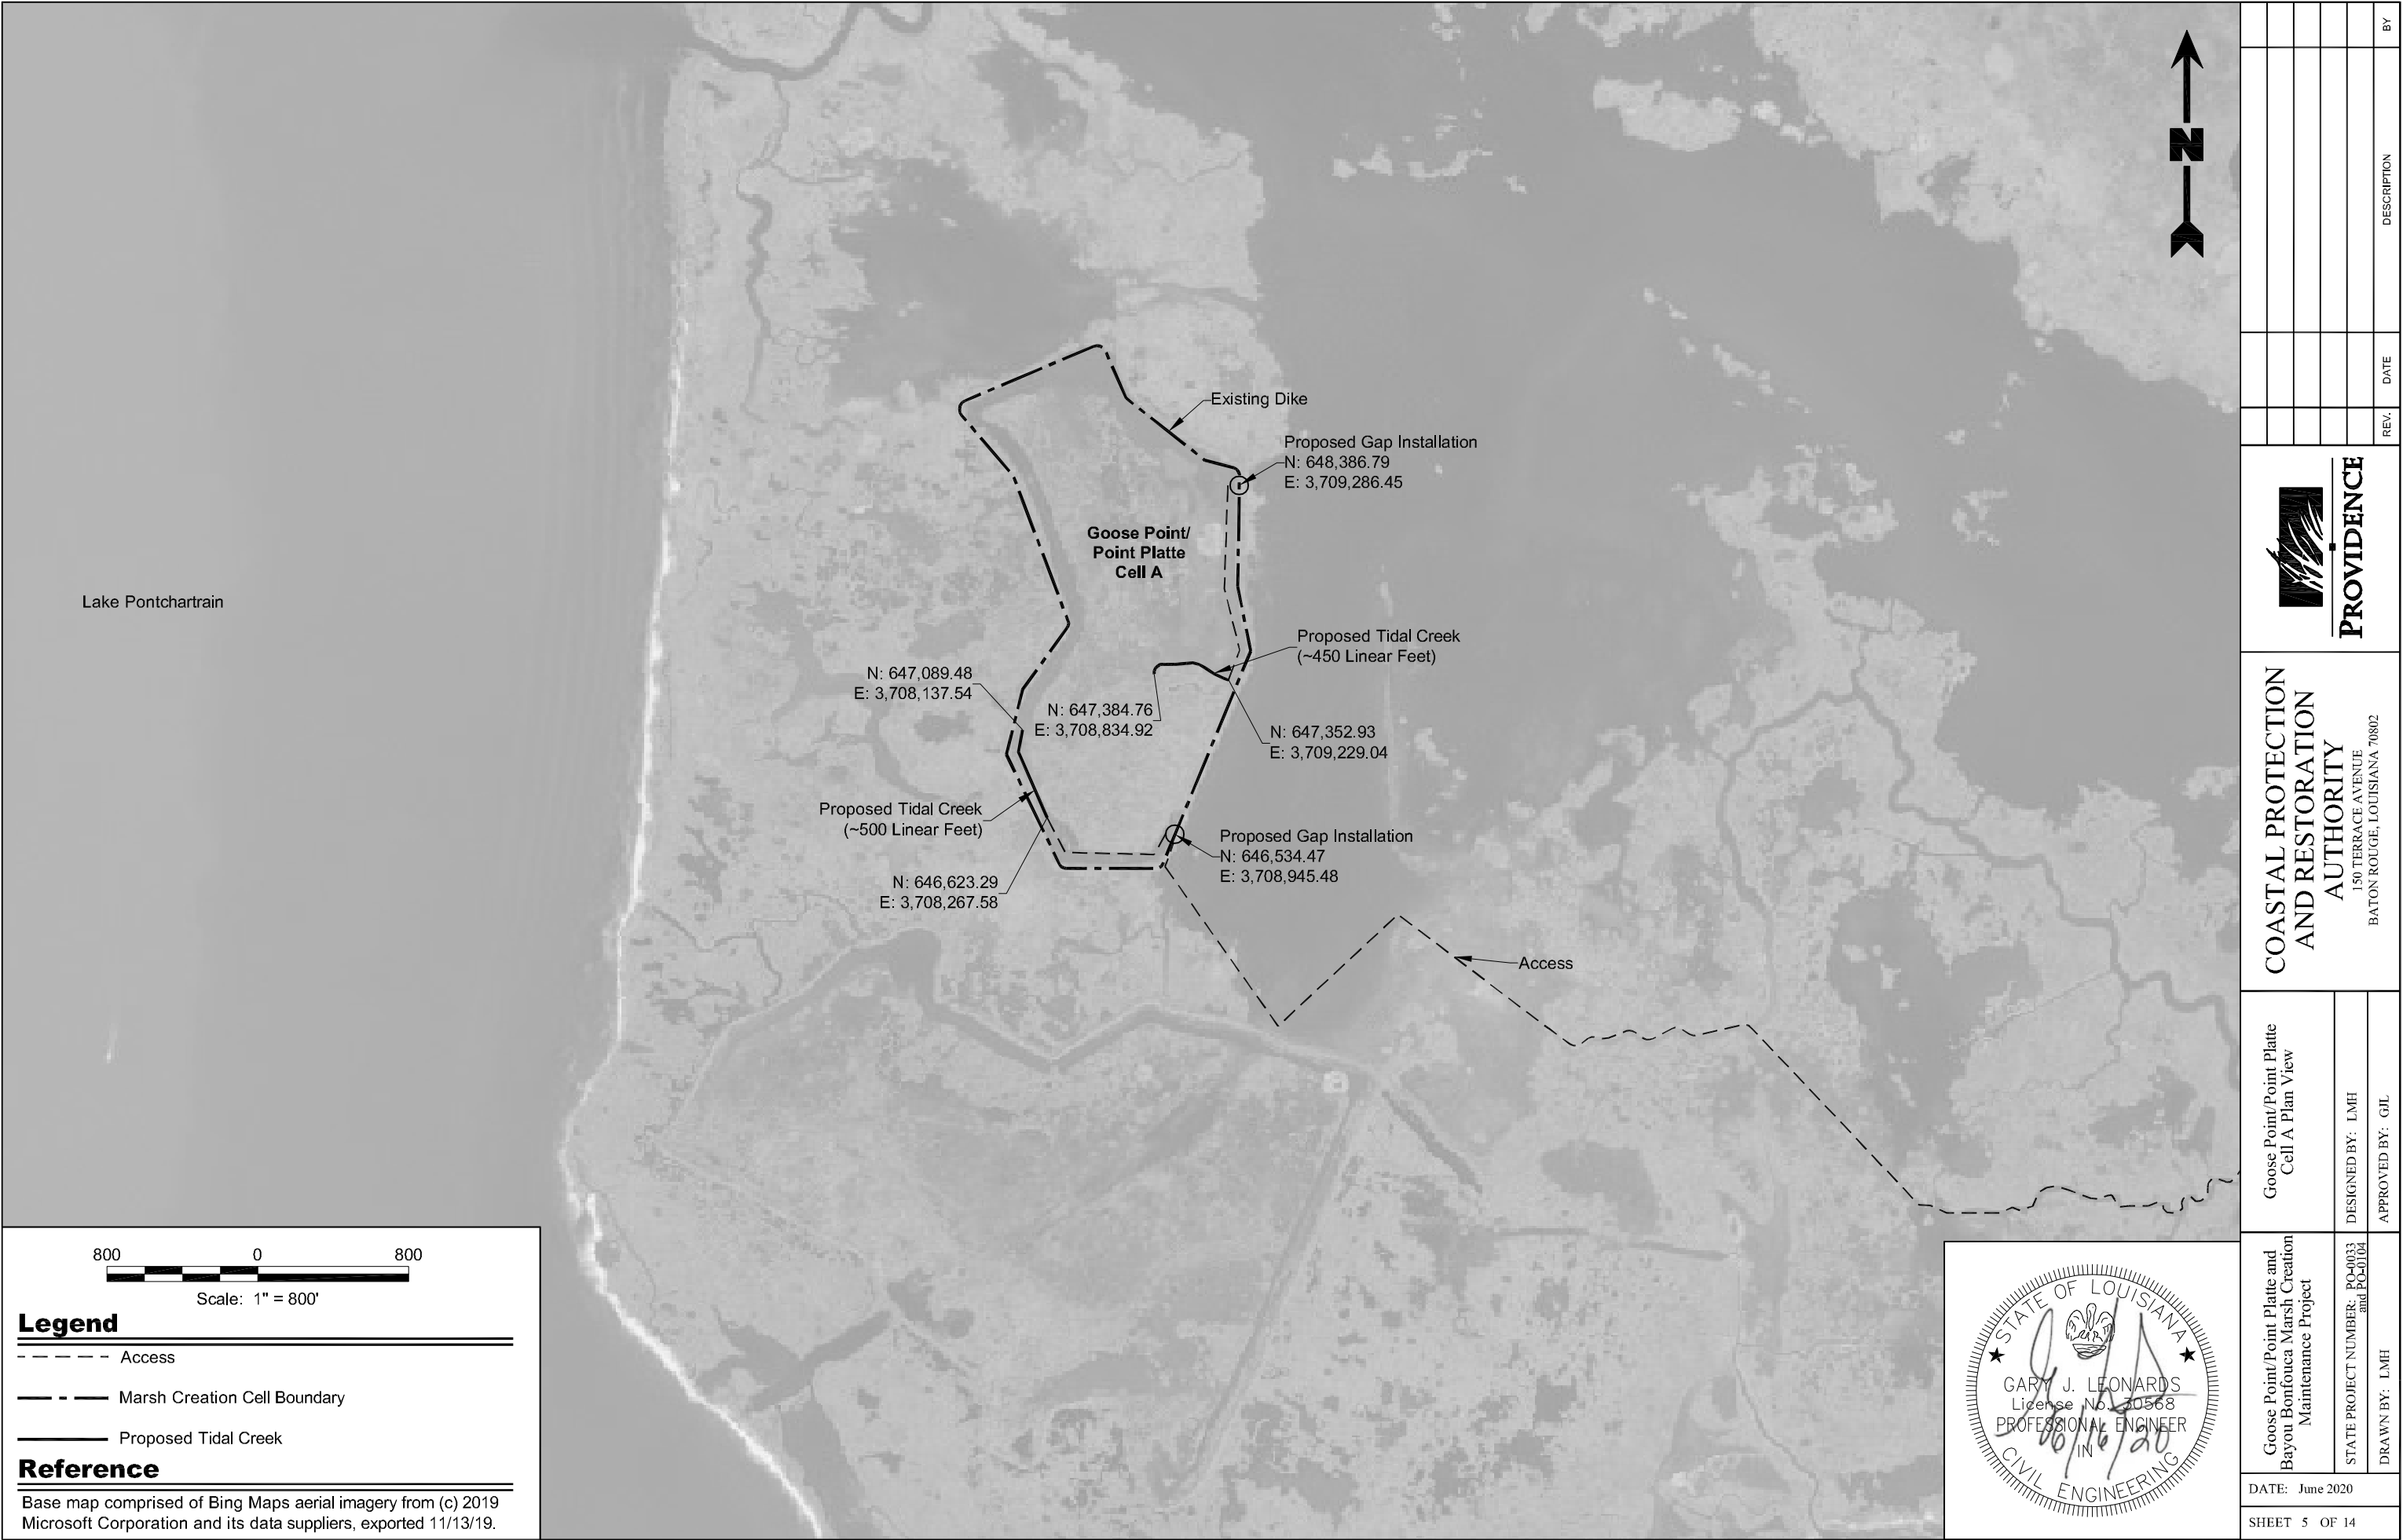 Existing Dike
Proposed Gap Installation
N: 648,386.79
E: 3,709,286.45
Goose Point/
Point Platte
Cell A
Lake Pontchartrain
Proposed Tidal Creek
(~450 Linear Feet)
N: 647,089.48
E: 3,708,137.54
N: 647,384.76
E: 3,708,834.92
N: 647,352.93
E: 3,709,229.04
Proposed Tidal Creek
(~500 Linear Feet)
Proposed Gap Installation
N: 646,534.47
E: 3,708,945.48
N: 646,623.29
E: 3,708,267.58
Access
N
800 0 800
Scale: 1" = 800'
Legend
Access
Marsh Creation Cell Boundary
Proposed Tidal Creek
Reference
Base map comprised of Bing Maps aerial imagery from (c) 2019
Microsoft Corporation and its data suppliers, exported 11/13/19.
STATE OF LOUISIANA
GARY J. LEONARDS
License No. 30568
PROFESSIONAL ENGINEER
IN
CIVIL ENGINEERING
06/16/20
REV. DATE DESCRIPTION BY
PROVIDENCE
COASTAL PROTECTION
AND RESTORATION
AUTHORITY
150 TERRACE AVENUE
BATON ROUGE, LOUISIANA 70802
Goose Point/Point Platte
Cell A Plan View
DESIGNED BY: LMH
APPROVED BY: GJL
Goose Point/Point Platte and
Bayou Bonfouca Marsh Creation
Maintenance Project
STATE PROJECT NUMBER: PO-0033
and PO-0104
DRAWN BY: LMH
DATE: June 2020
SHEET 5 OF 14